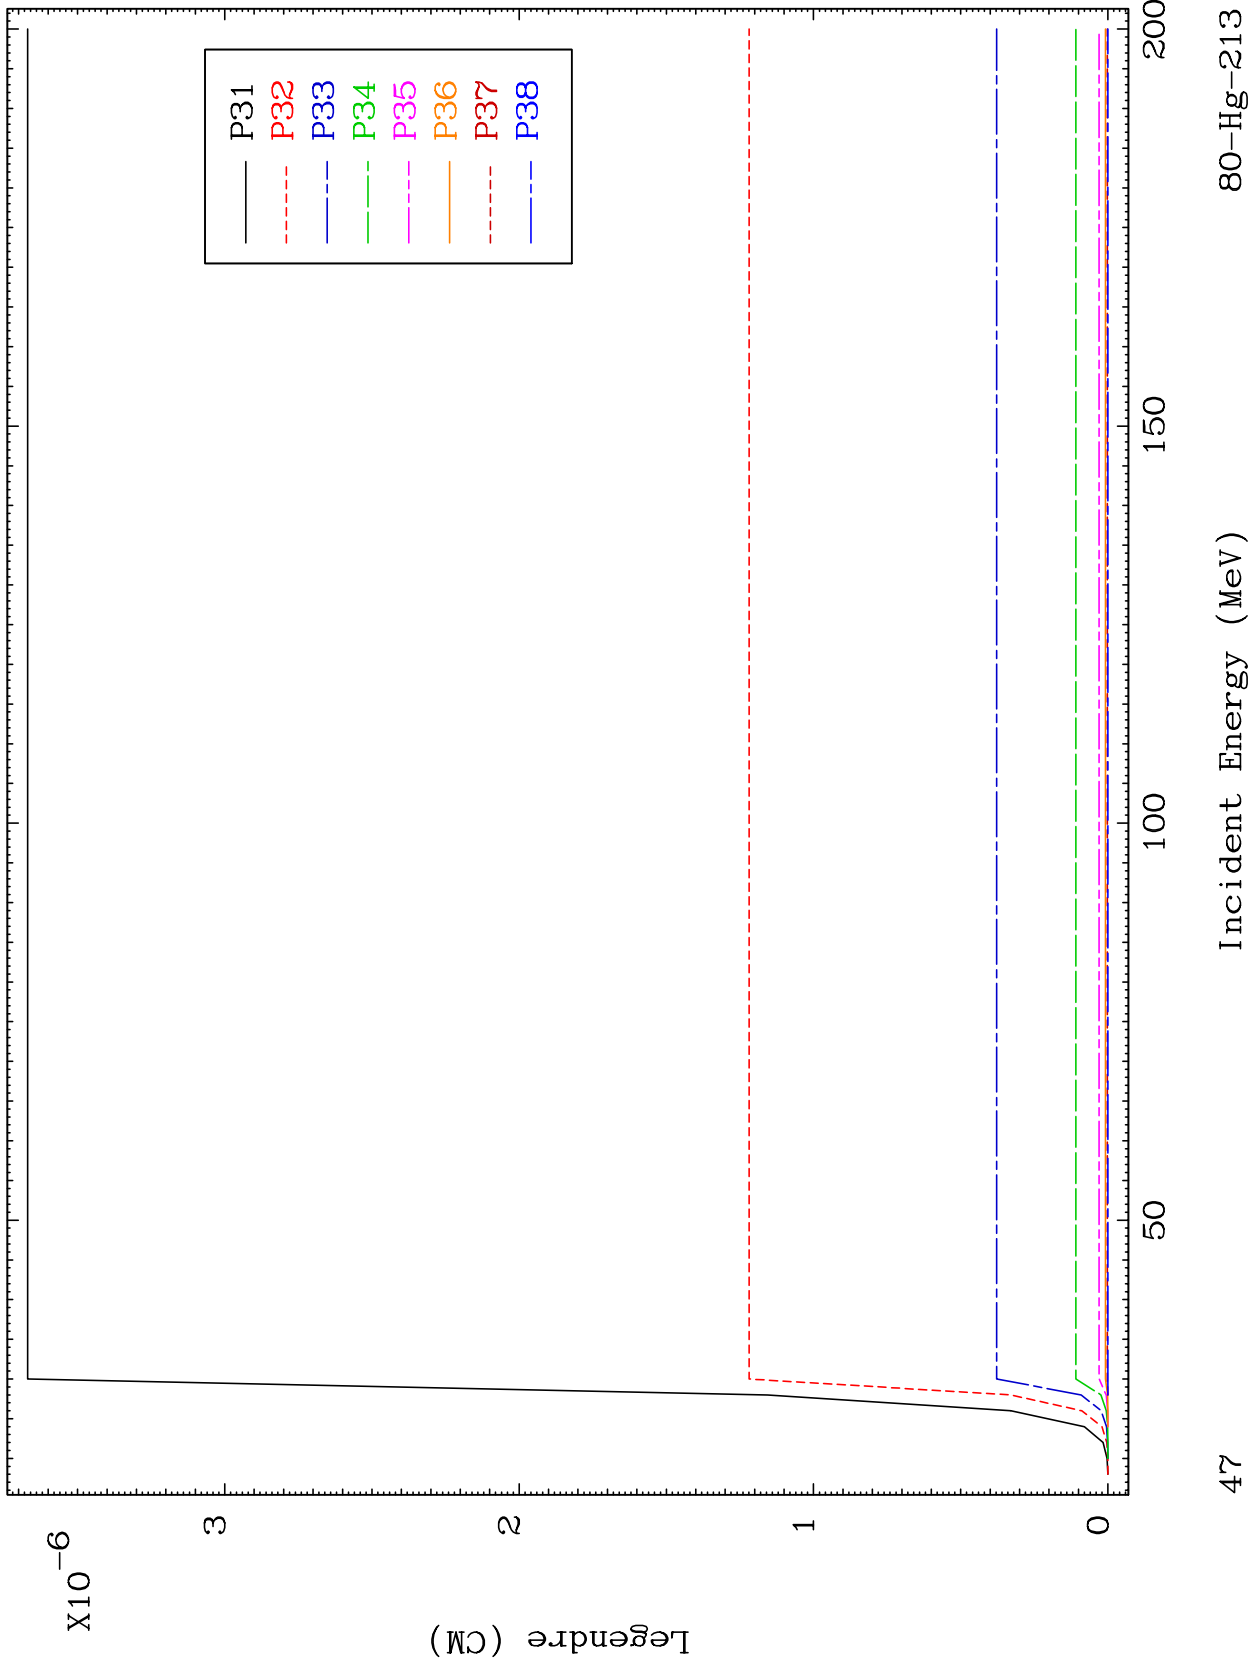 X10-6
3
2
1
0
Legendre (CM)
P31
P32
P33
P34
P35
P36
P37
P38
50
100
150
200
Incident Energy (MeV)
47
80-Hg-213